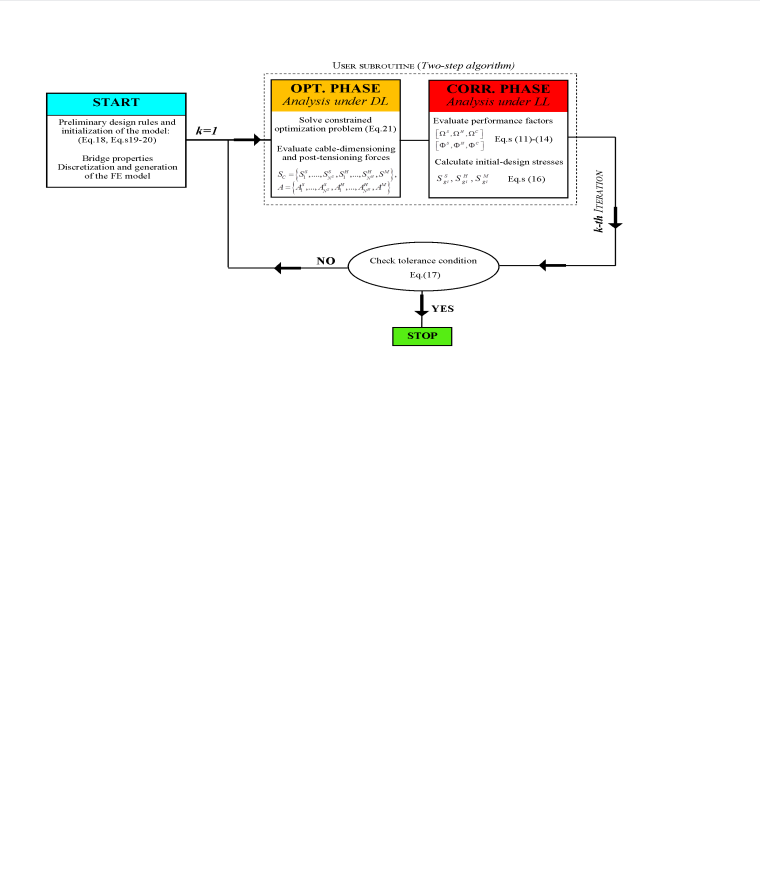 USER SUBROUTINE (Two-step algorithm)
START
Preliminary design rules and
initialization of the model:
(Eq.18, Eq.s19-20)
Bridge properties
Discretization and generation
of the FE model
k=1
OPT. PHASE
Analysis under DL
Solve constrained
optimization problem (Eq.21)
Evaluate cable-dimensioning
and post-tensioning forces
CORR. PHASE
Analysis under LL
Evaluate performance factors
Eq.s (11)-(14)
Calculate initial-design stresses
Eq.s (16)
k-th ITERATION
Check tolerance condition
Eq.(17)
NO
YES
STOP